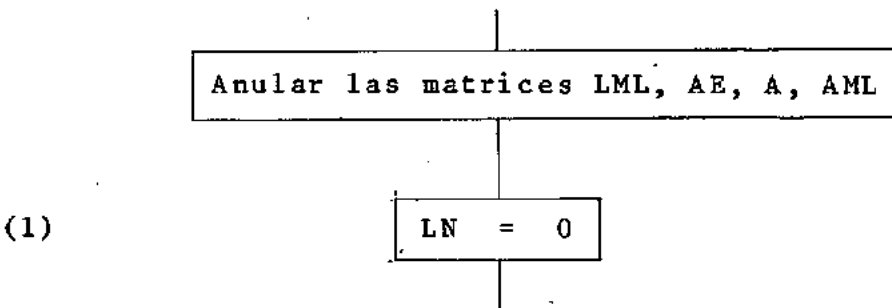 Anular las matrices LML, AE, A, AML
(1)
LN = 0